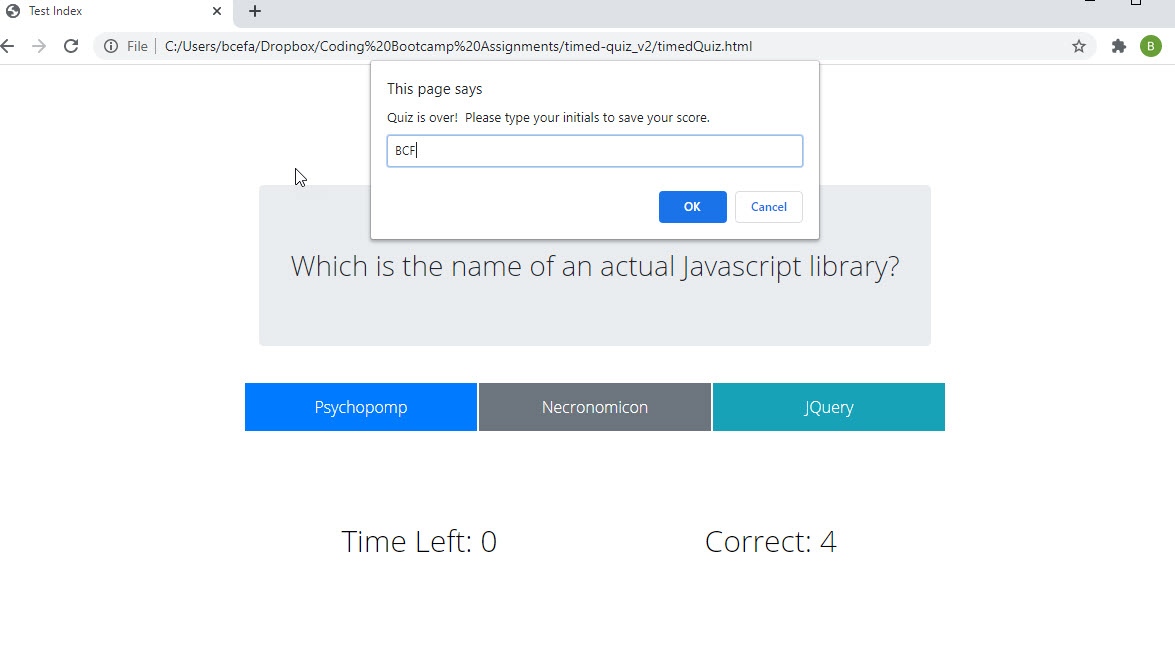 Test Index
File C:/Users/bcefa/Dropbox/Coding%20Bootcamp%20Assignments/timed-quiz_v2/timedQuiz.html
B
This page says
Quiz is over!  Please type your initials to save your score.
BCF
OK Cancel
Which is the name of an actual Javascript library?
Psychopomp Necronomicon JQuery
Time Left: 0 Correct: 4